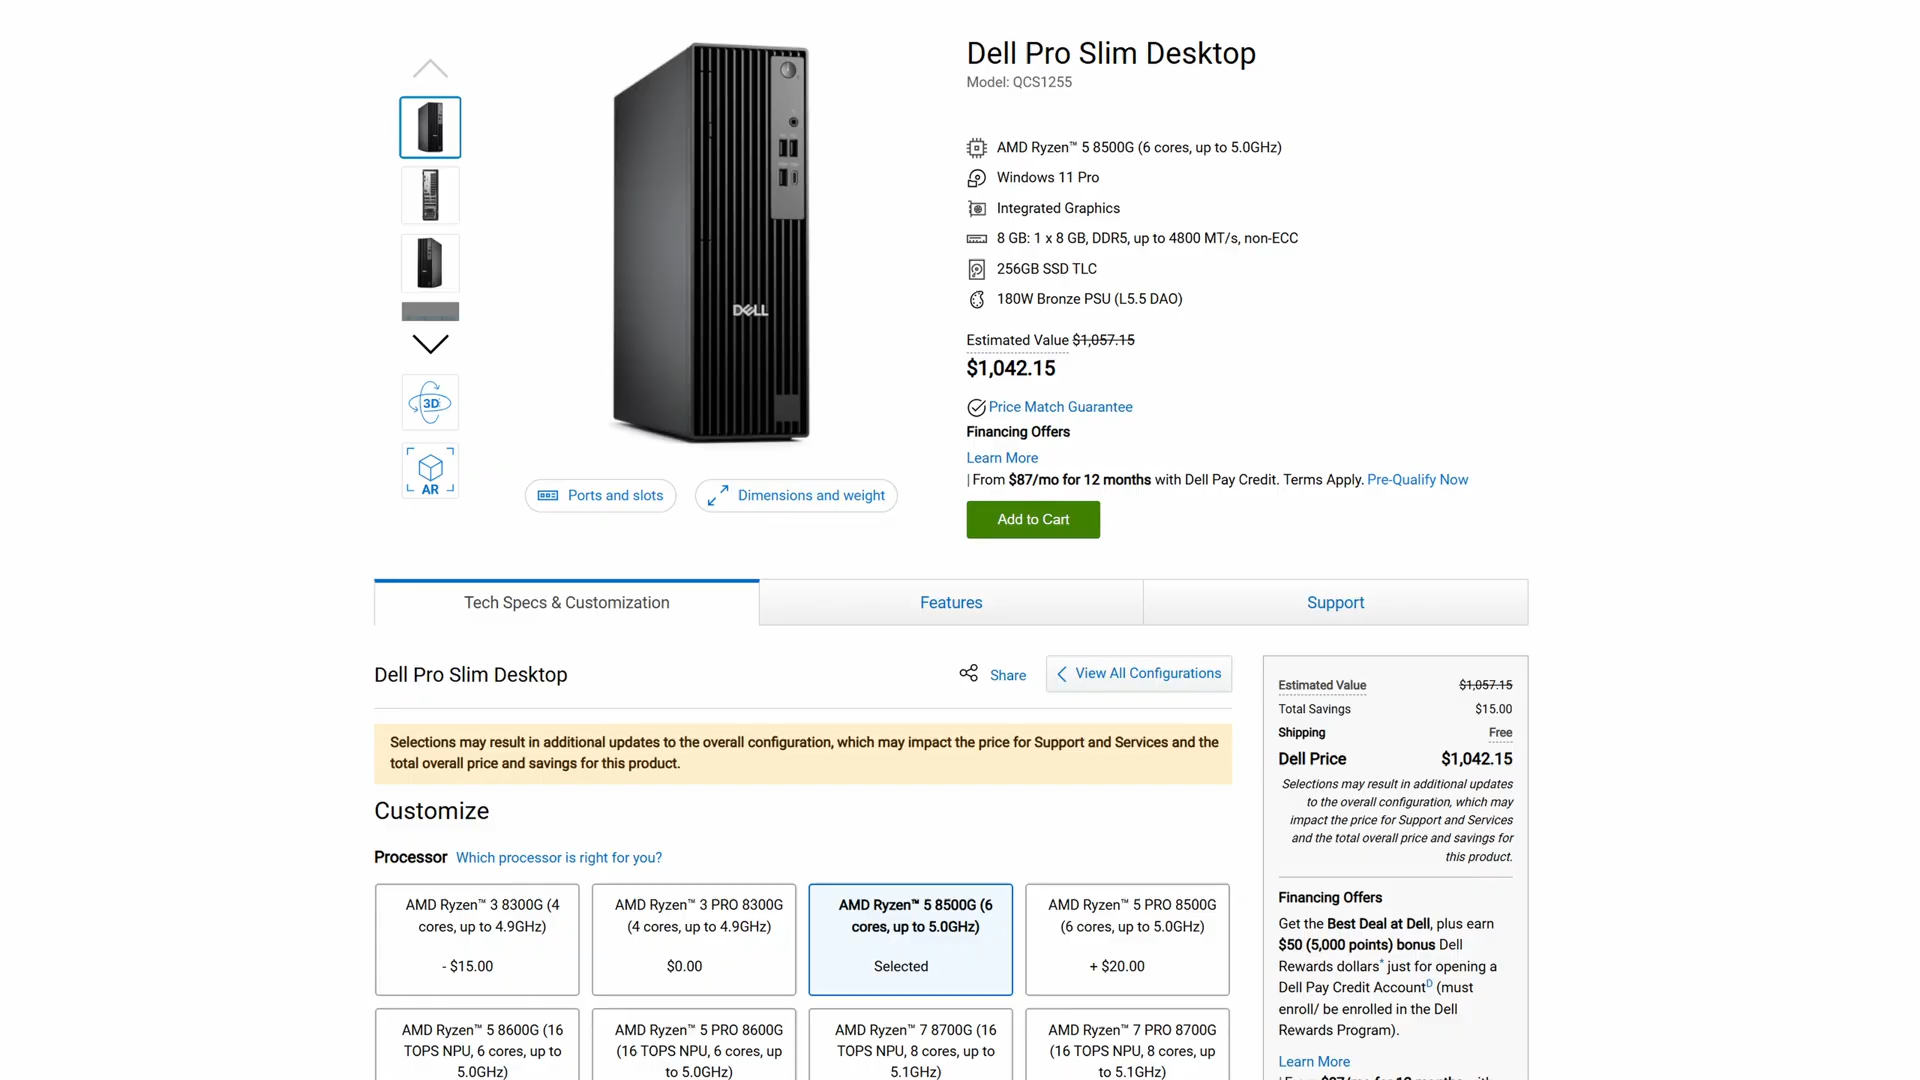 Dell Pro Slim Desktop
Model: QCS1255
AMD Ryzen™ 5 8500G (6 cores, up to 5.0GHz)
Windows 11 Pro
Integrated Graphics
8 GB: 1 x 8 GB, DDR5, up to 4800 MT/s, non-ECC
256GB SSD TLC
180W Bronze PSU (L5.5 DAO)
Estimated Value $1,057.15
$1,042.15
Price Match Guarantee
Financing Offers
Learn More
| From $87/mo for 12 months with Dell Pay Credit. Terms Apply. Pre-Qualify Now
Add to Cart
DELL
3D
AR
Ports and slots
Dimensions and weight
Tech Specs & Customization
Features
Support
Dell Pro Slim Desktop
Share
View All Configurations
Selections may result in additional updates to the overall configuration, which may impact the price for Support and Services and the
total overall price and savings for this product.
Customize
Processor Which processor is right for you?
AMD Ryzen™ 3 8300G (4
cores, up to 4.9GHz)
- $15.00
AMD Ryzen™ 3 PRO 8300G
(4 cores, up to 4.9GHz)
$0.00
AMD Ryzen™ 5 8500G (6
cores, up to 5.0GHz)
Selected
AMD Ryzen™ 5 PRO 8500G
(6 cores, up to 5.0GHz)
+ $20.00
AMD Ryzen™ 5 8600G (16
TOPS NPU, 6 cores, up to
5.0GHz)
AMD Ryzen™ 5 PRO 8600G
(16 TOPS NPU, 6 cores, up
to 5.0GHz)
AMD Ryzen™ 7 8700G (16
TOPS NPU, 8 cores, up to
5.1GHz)
AMD Ryzen™ 7 PRO 8700G
(16 TOPS NPU, 8 cores, up
to 5.1GHz)
Estimated Value $1,057.15
Total Savings $15.00
Shipping Free
Dell Price $1,042.15
Selections may result in additional updates
to the overall configuration, which may
impact the price for Support and Services
and the total overall price and savings for
this product.
Financing Offers
Get the Best Deal at Dell, plus earn
$50 (5,000 points) bonus Dell
Rewards dollars* just for opening a
Dell Pay Credit Account^D (must
enroll/ be enrolled in the Dell
Rewards Program).
Learn More
| From $87/mo for 12 months with